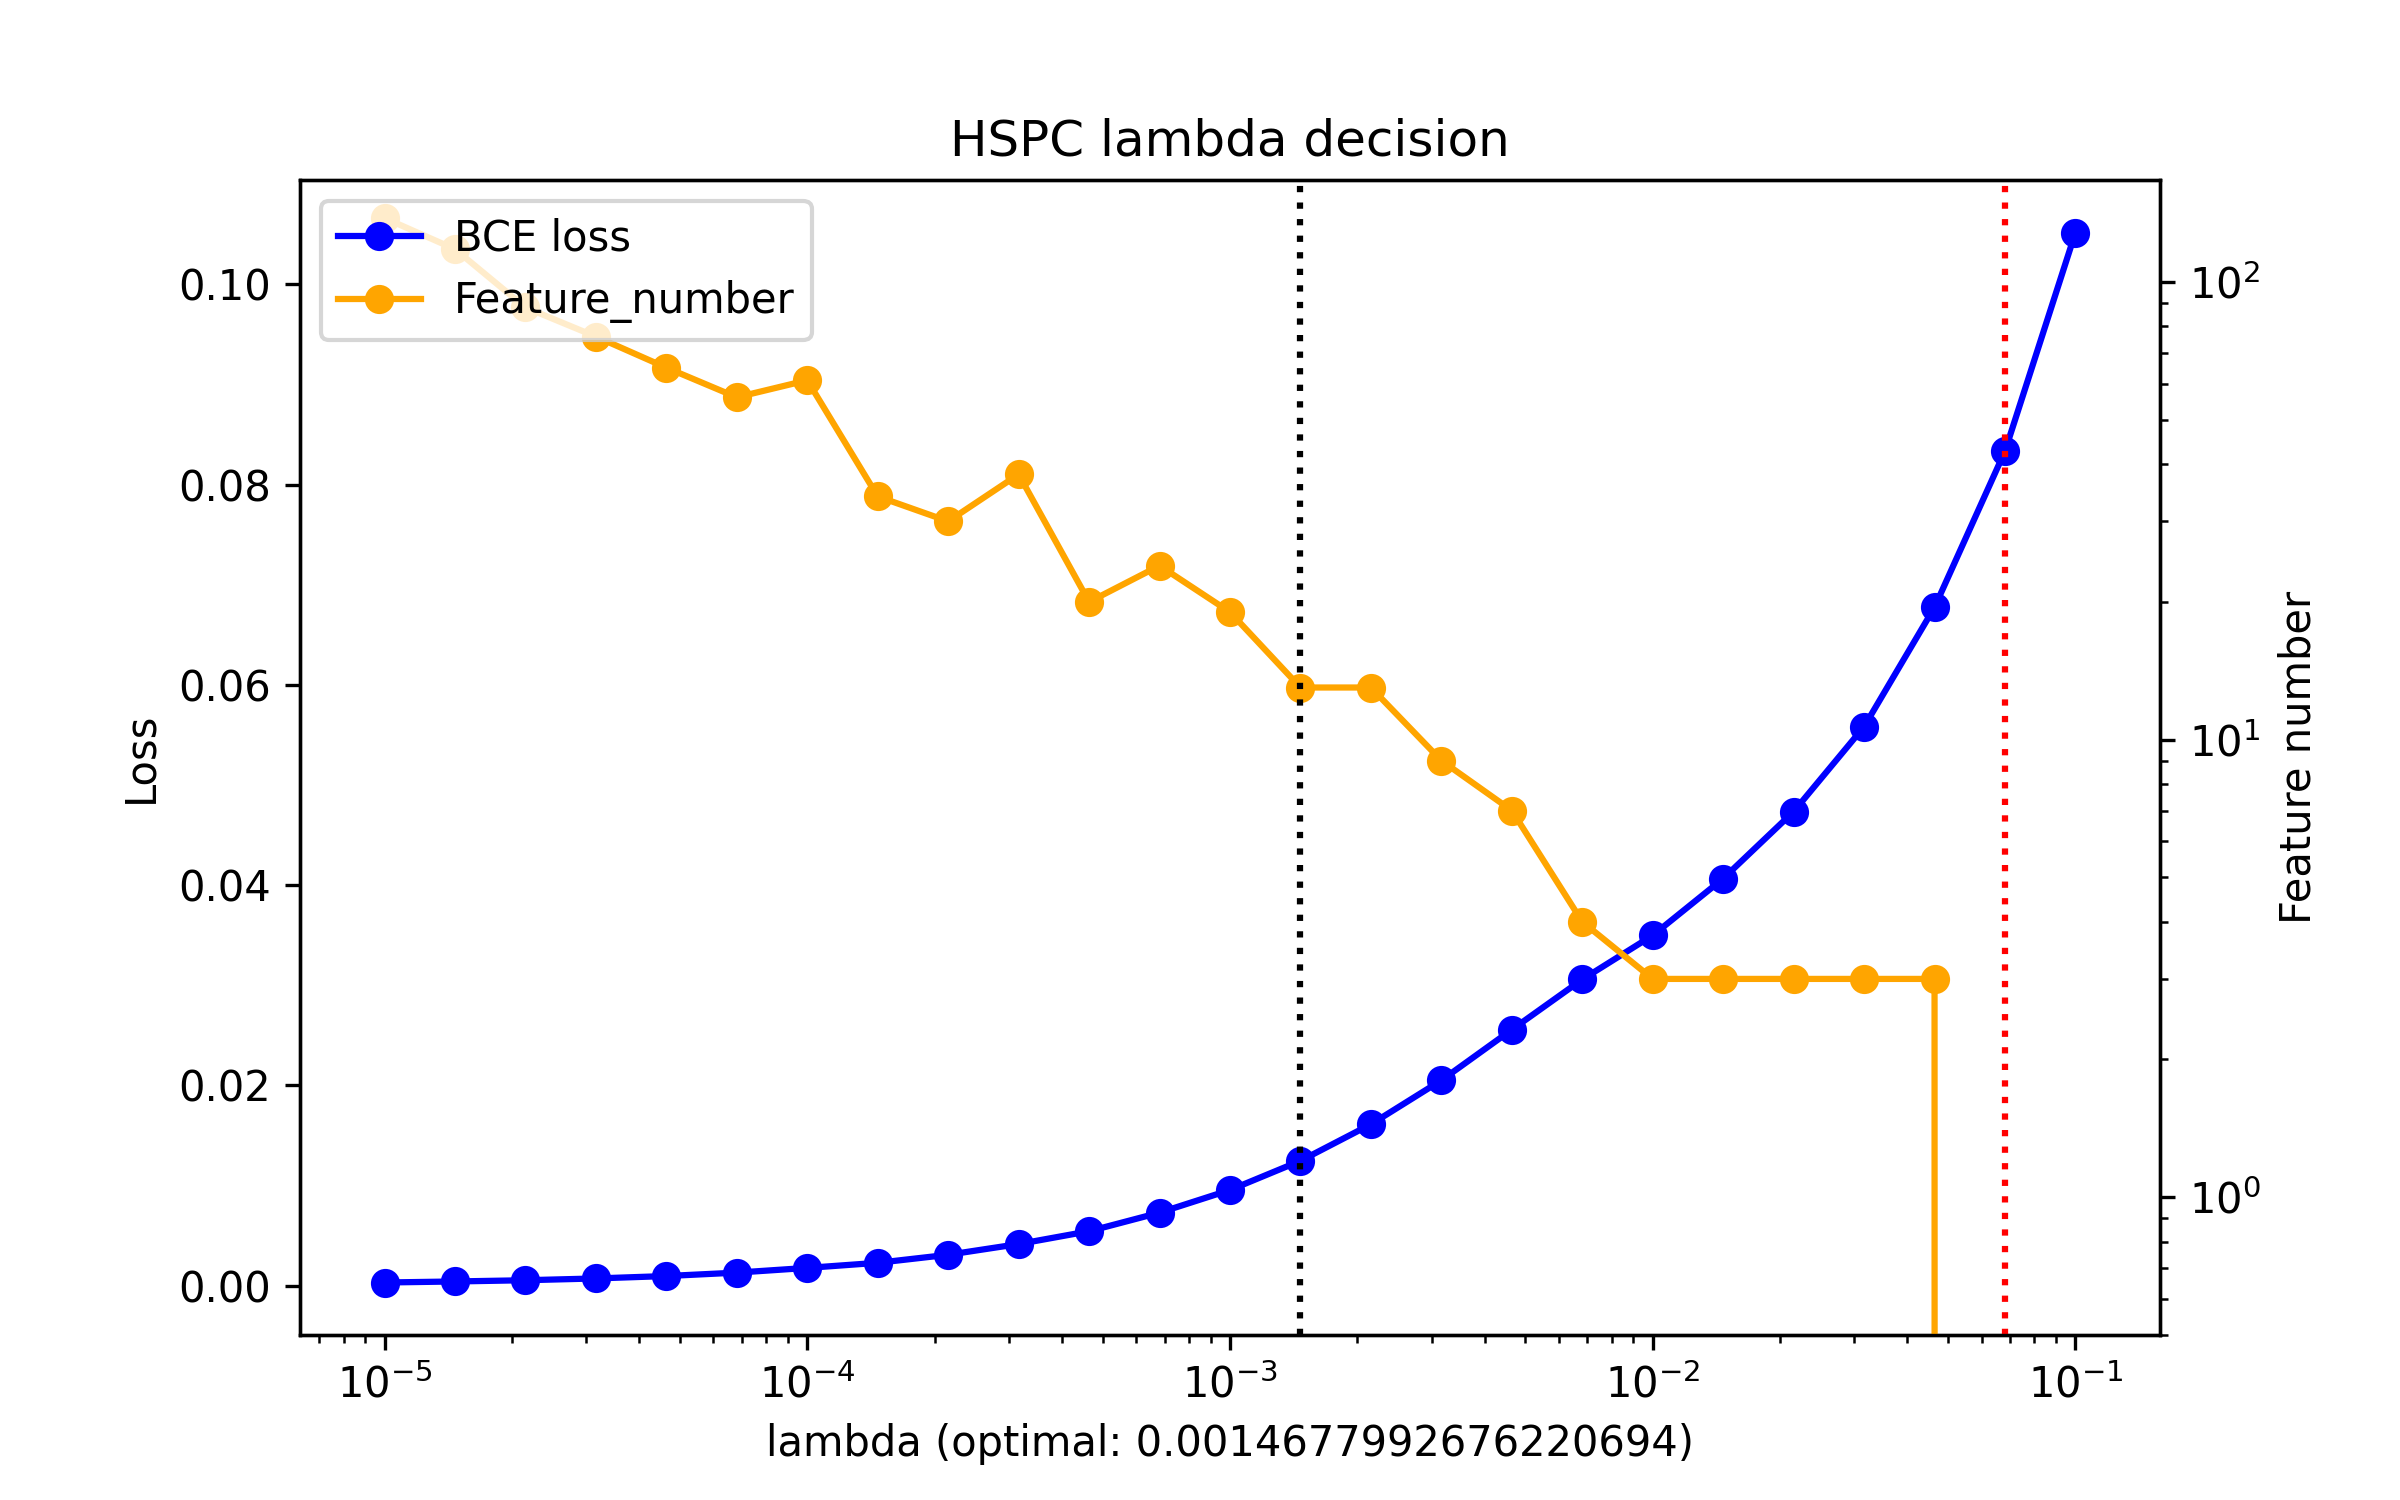 HSPC lambda decision
BCE loss
Feature_number
0.10
0.08
0.06
0.04
0.02
0.00
Loss
10²
10¹
10⁰
Feature number
10⁻⁵
10⁻⁴
10⁻³
10⁻²
10⁻¹
lambda (optimal: 0.0014677992676220694)